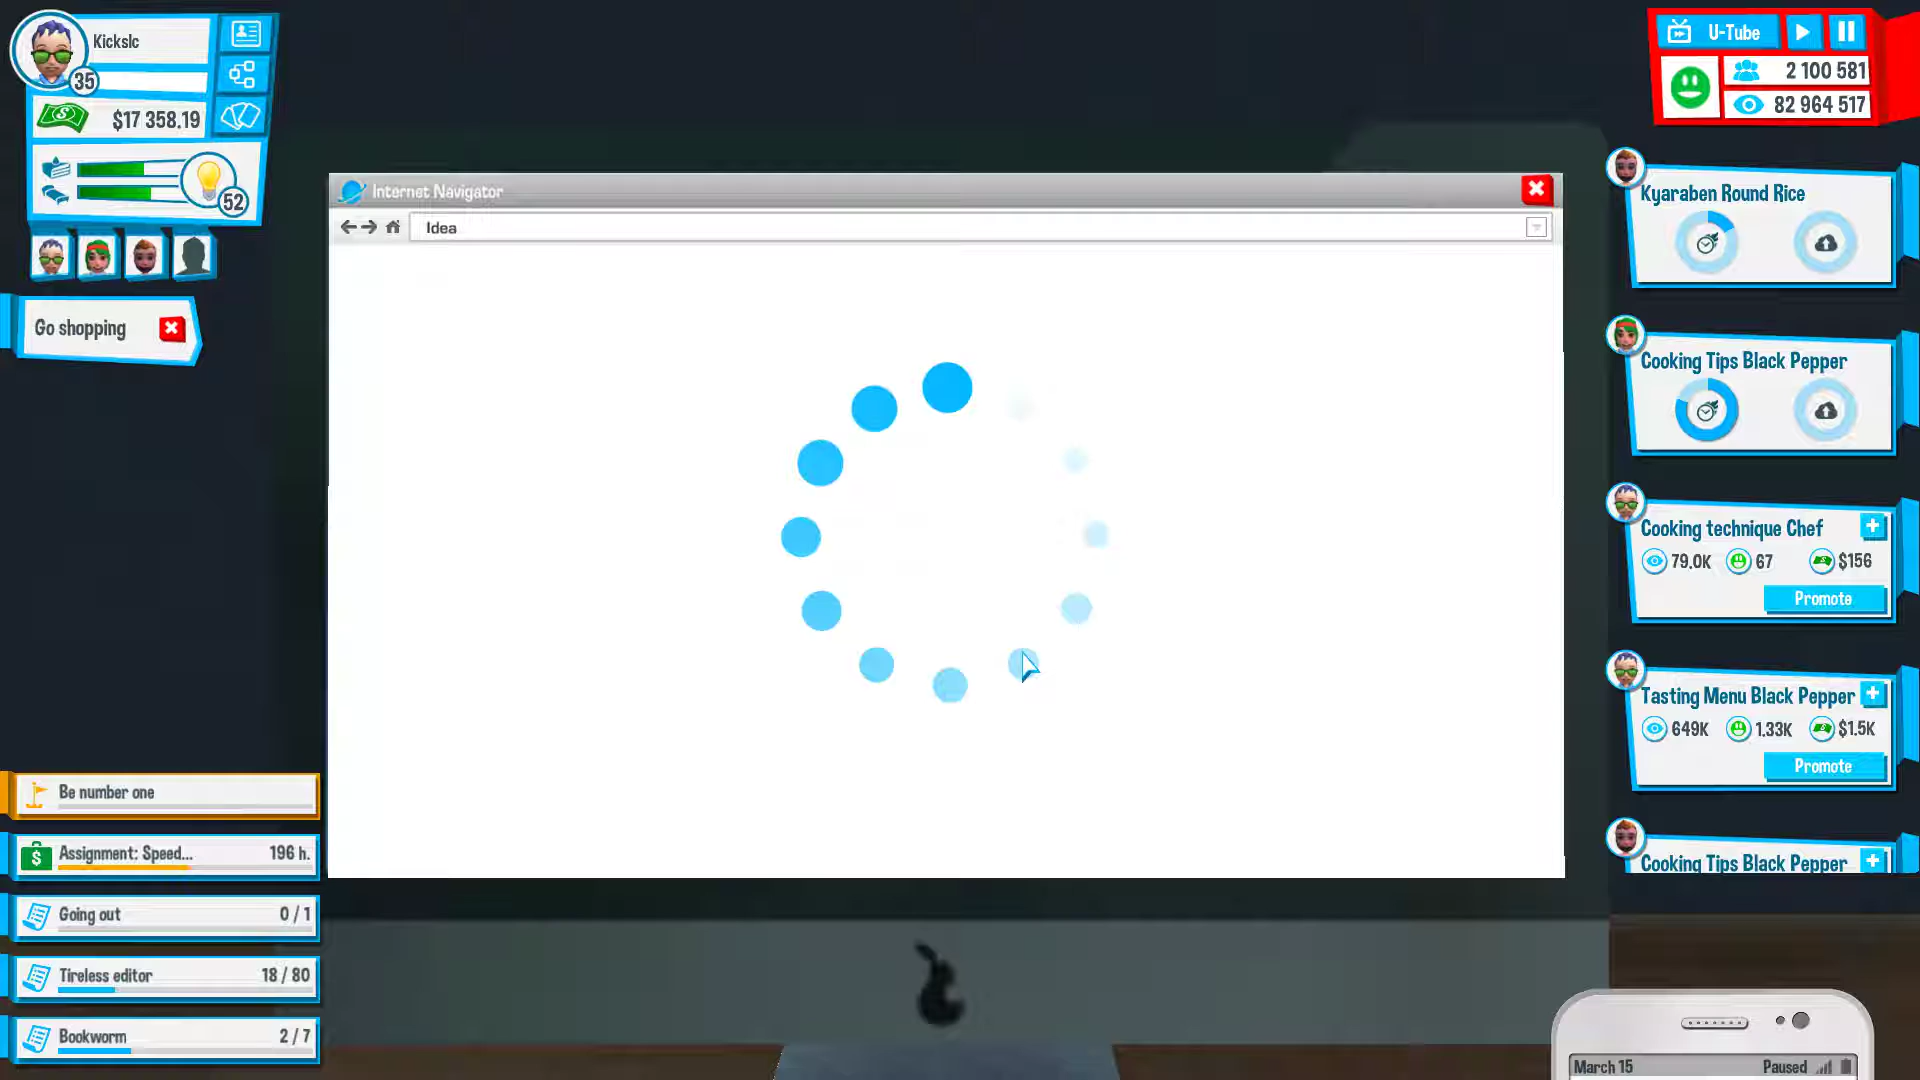 Kickslc
35
$17 358.19
52
Go shopping
Be number one
Assignment: Speed... 196 h.
Going out 0 / 1
Tireless editor 18 / 80
Bookworm 2 / 7
Internet Navigator
Idea
U-Tube
2 100 581
82 964 517
Kyaraben Round Rice
Cooking Tips Black Pepper
Cooking technique Chef
79.0K 67 $156
Promote
Tasting Menu Black Pepper
649K 1.33K $1.5K
Promote
Cooking Tips Black Pepper
March 15 Paused